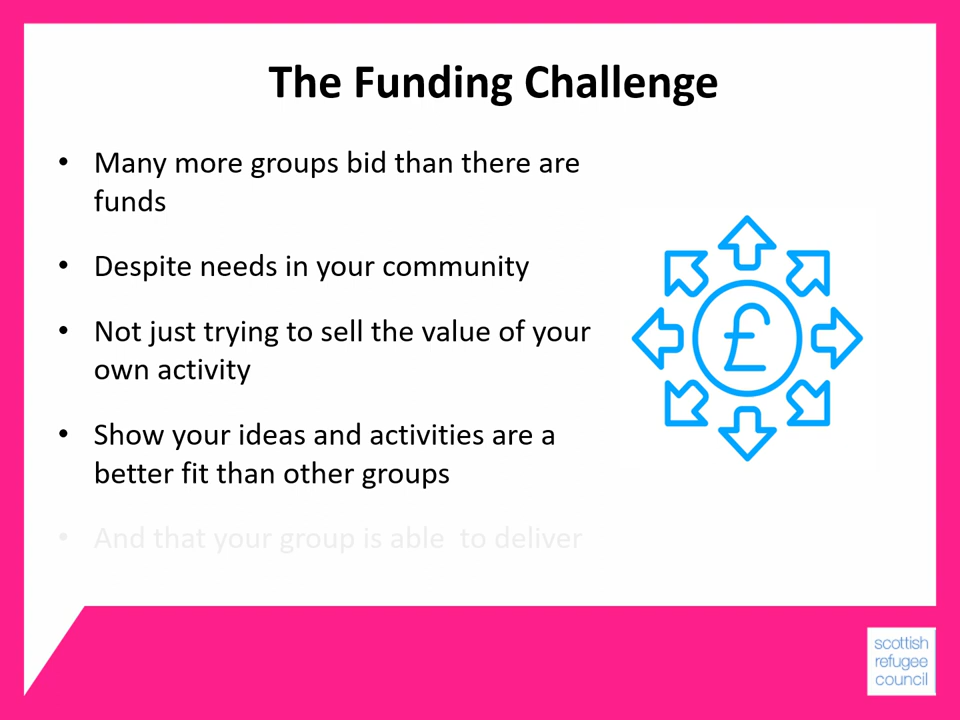 The Funding Challenge
• Many more groups bid than there are
funds
• Despite needs in your community
• Not just trying to sell the value of your
own activity
• Show your ideas and activities are a
better fit than other groups
• And that your group is able  to deliver
£
scottish
refugee
council